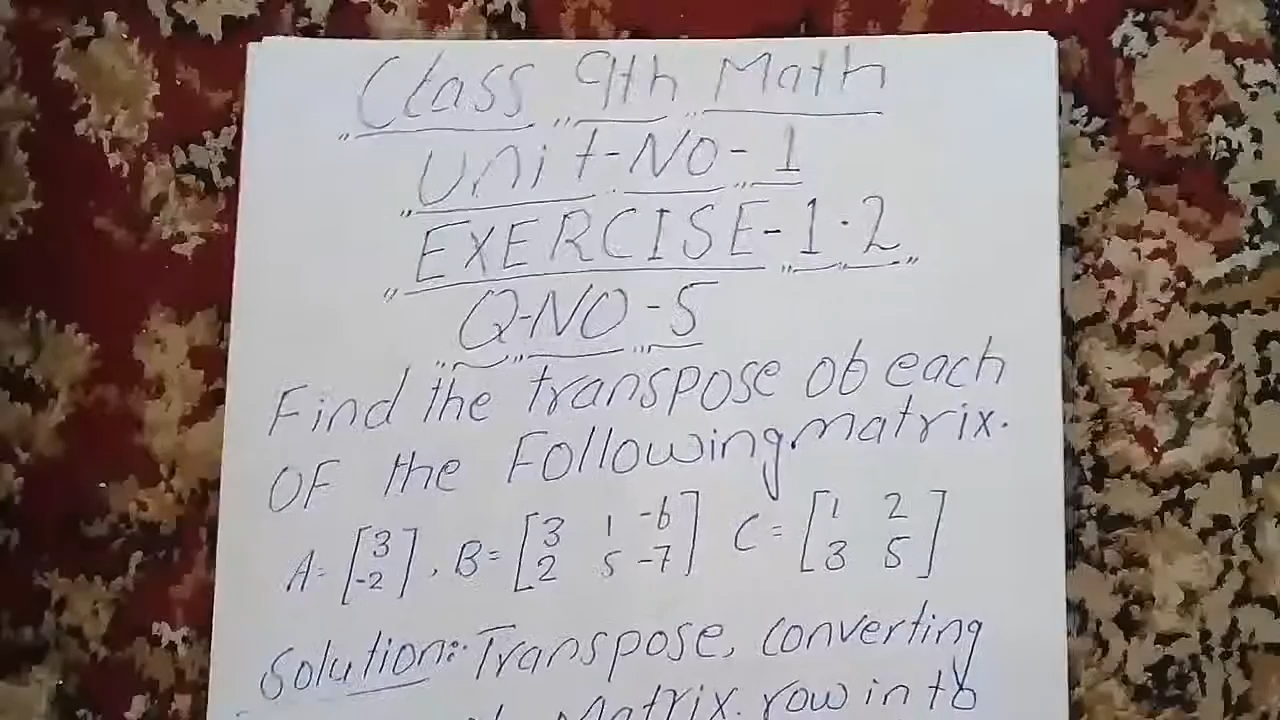 Class 9th Math
Unit-NO-1
EXERCISE-1.2
Q-NO-5
Find the transpose ob each
OF the Following matrix.
A=[3 -2], B=[3 1 -6 2 5 -7] C=[1 2 3 5]
Solution:- Transpose, converting
Matrix. row into